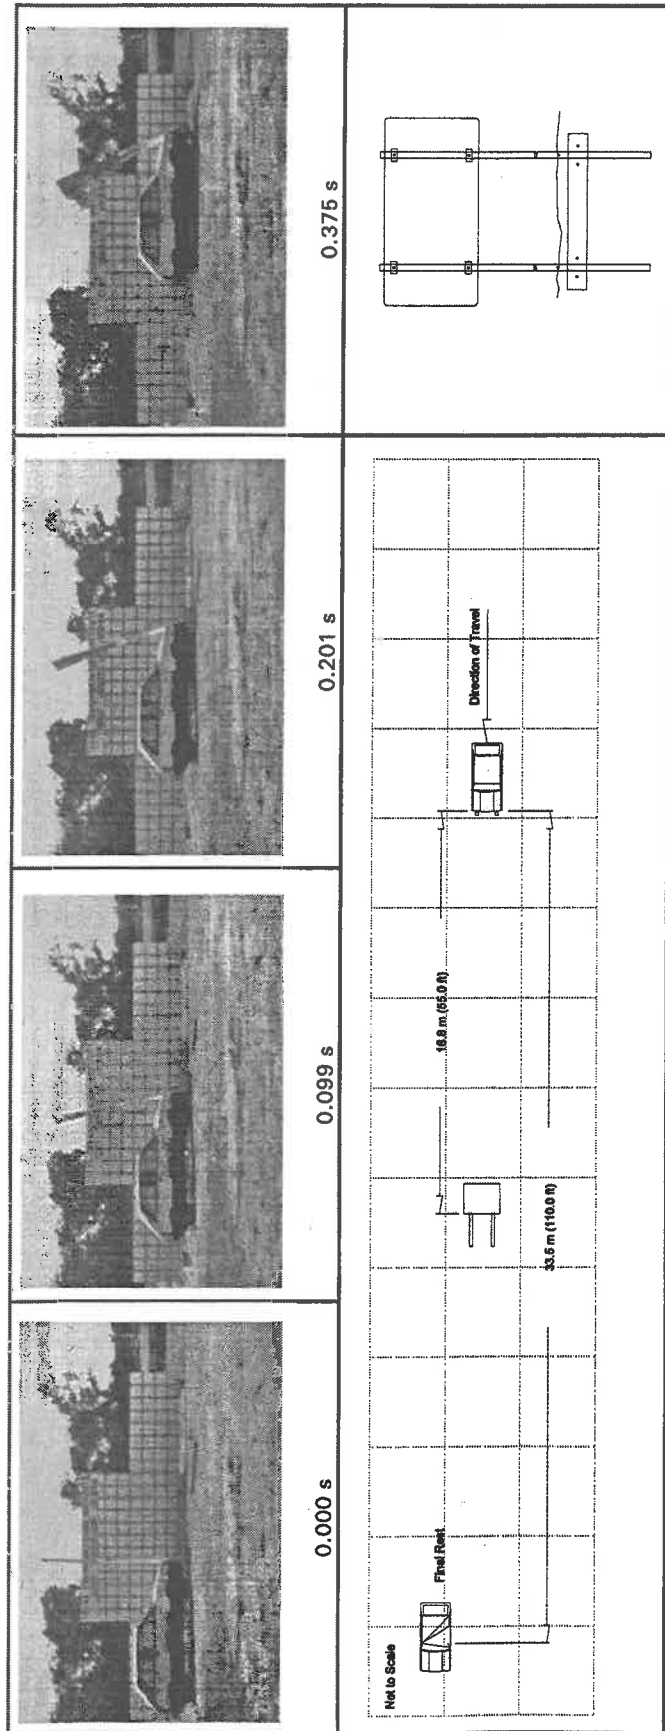 0.000 s
0.099 s
0.201 s
0.375 s
Not to Scale
Final Rest
33.5 m (110.0 ft)
16.8 m (55.0 ft)
Direction of Travel